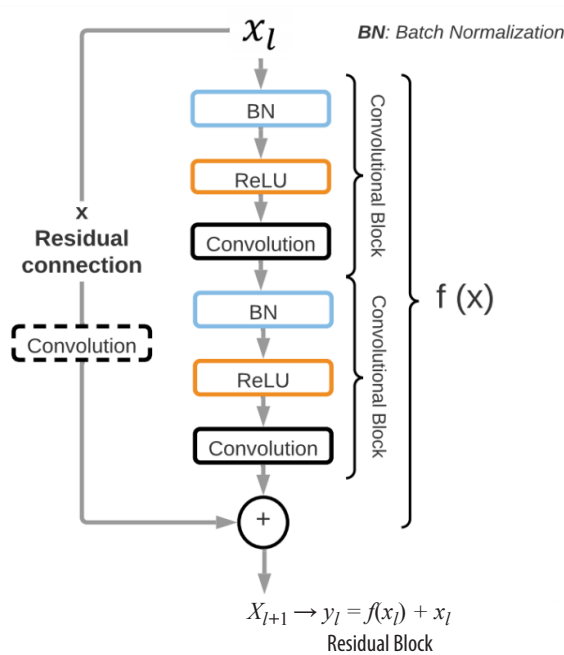 x_l
BN: Batch Normalization
BN
ReLU
Convolution
Convolutional Block
x
Residual
connection
Convolution
BN
ReLU
Convolution
Convolutional Block
f (x)
+
X_{l+1} → y_l = f(x_l) + x_l
Residual Block